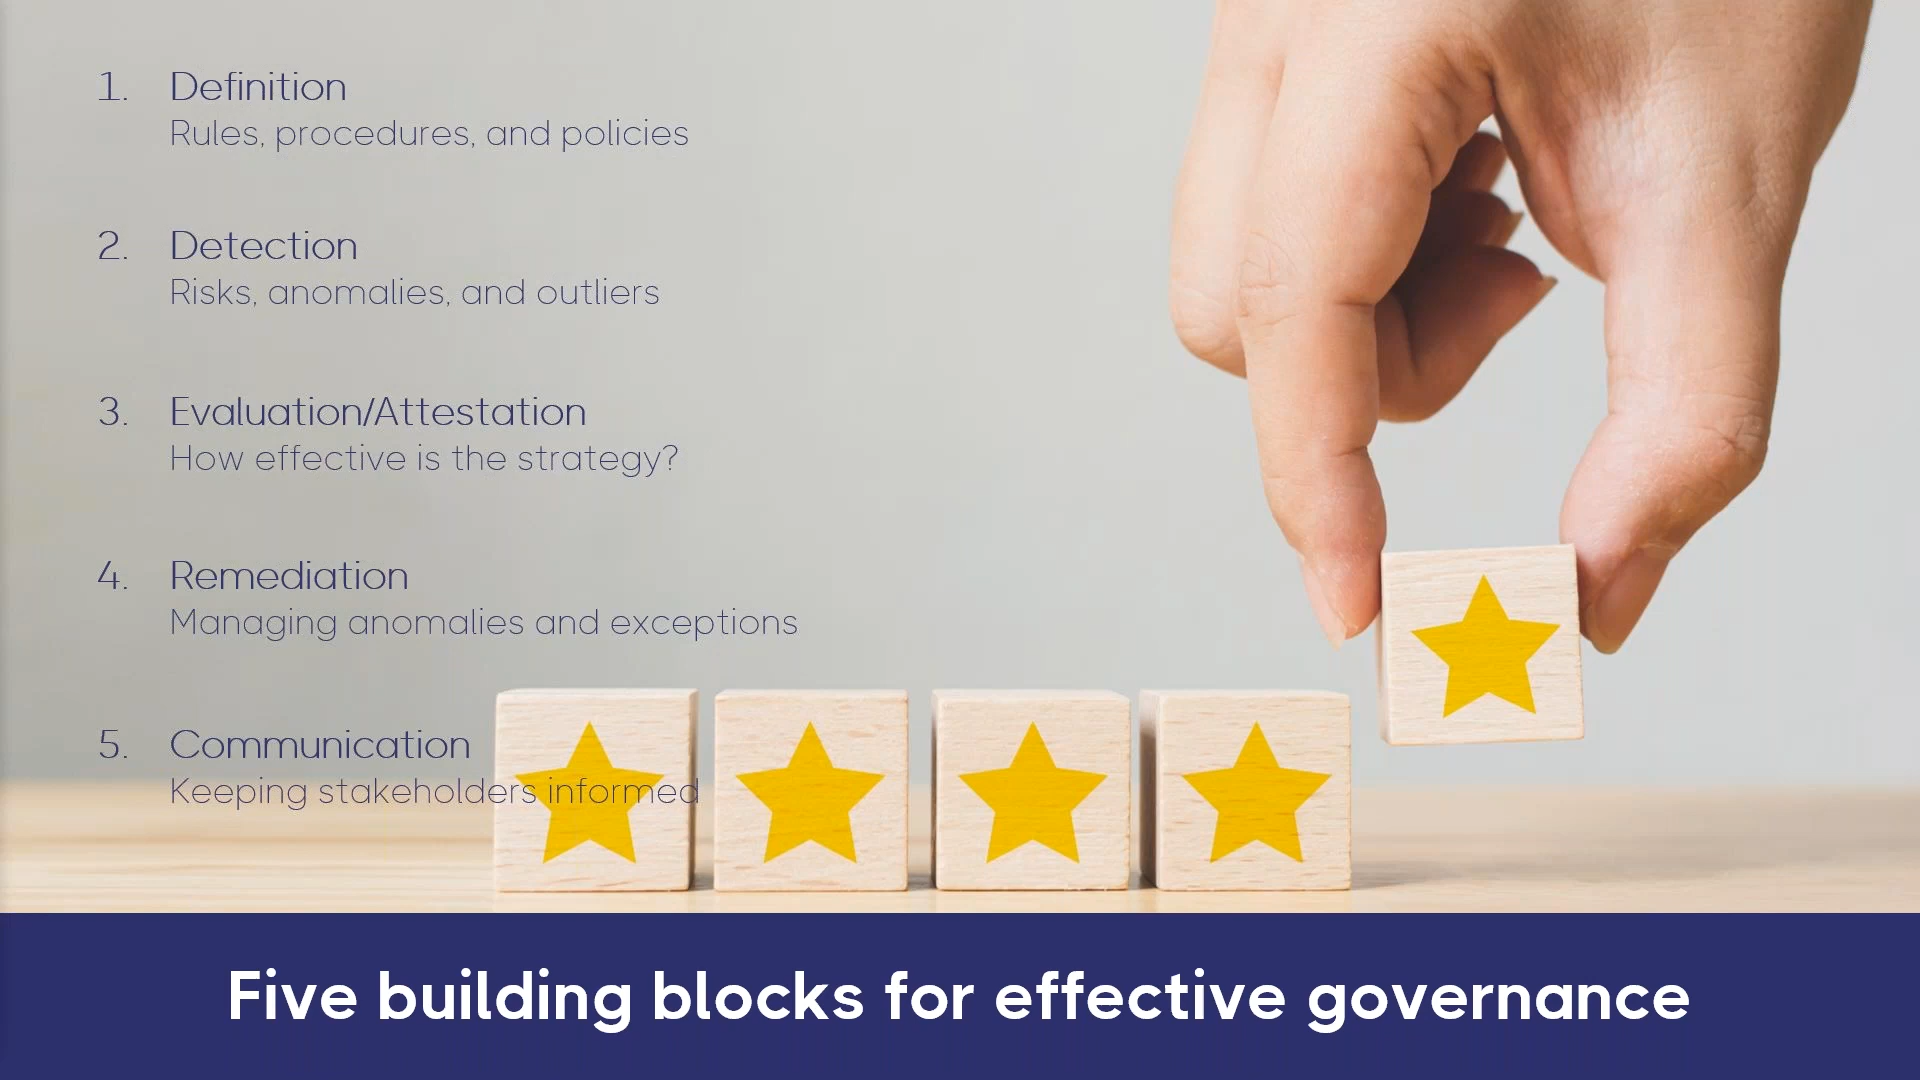 1. Definition
Rules, procedures, and policies
2. Detection
Risks, anomalies, and outliers
3. Evaluation/Attestation
How effective is the strategy?
4. Remediation
Managing anomalies and exceptions
5. Communication
Keeping stakeholders informed
Five building blocks for effective governance